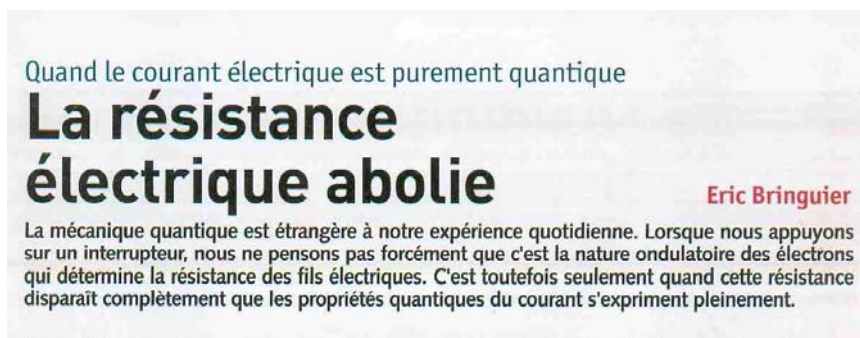 Quand le courant électrique est purement quantique
La résistance
électrique abolie
Eric Bringuier
La mécanique quantique est étrangère à notre expérience quotidienne. Lorsque nous appuyons
sur un interrupteur, nous ne pensons pas forcément que c'est la nature ondulatoire des électrons
qui détermine la résistance des fils électriques. C'est toutefois seulement quand cette résistance
disparaît complètement que les propriétés quantiques du courant s'expriment pleinement.